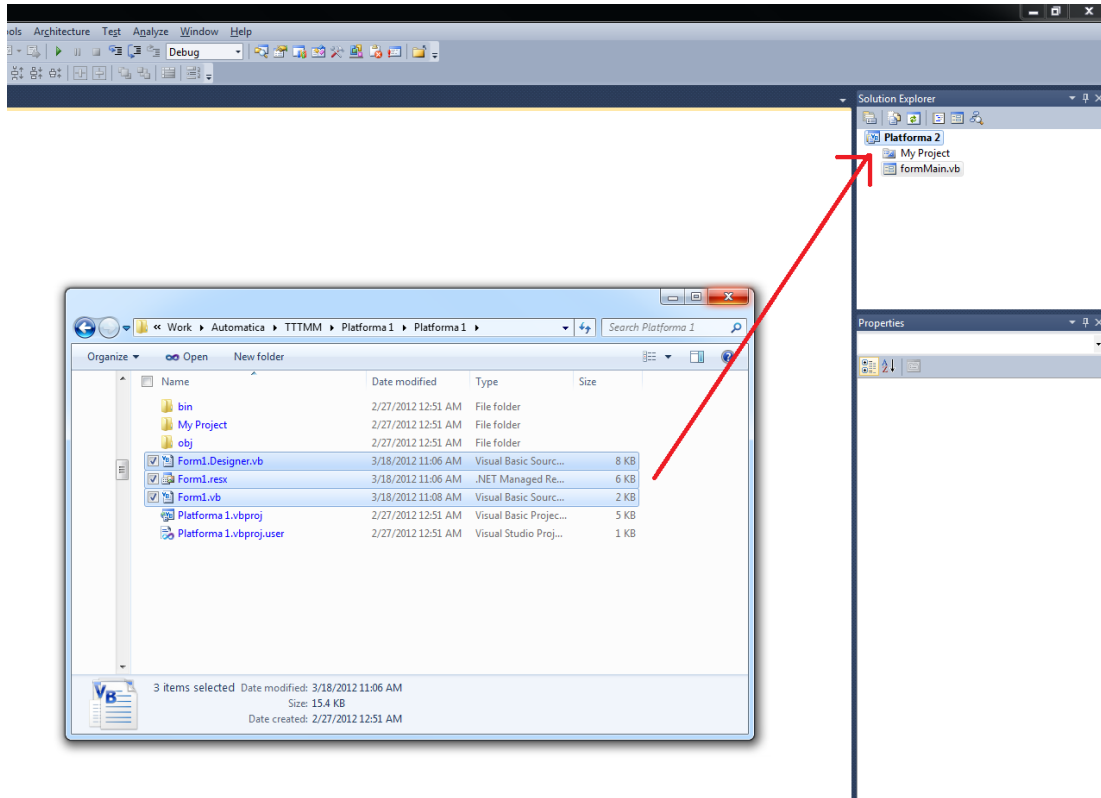 ools Architecture Test Analyze Window Help
Debug
Solution Explorer
Platforma 2
My Project
formMain.vb
« Work Automatica TTTMM Platforma 1 Platforma 1
Search Platforma 1
Organize Open New folder
Name Date modified Type Size
bin 2/27/2012 12:51 AM File folder
My Project 2/27/2012 12:51 AM File folder
obj 2/27/2012 12:51 AM File folder
Form1.Designer.vb 3/18/2012 11:06 AM Visual Basic Sourc... 8 KB
Form1.resx 3/18/2012 11:06 AM .NET Managed Re... 6 KB
Form1.vb 3/18/2012 11:08 AM Visual Basic Sourc... 2 KB
Platforma 1.vbproj 2/27/2012 12:51 AM Visual Basic Projec... 5 KB
Platforma 1.vbproj.user 2/27/2012 12:51 AM Visual Studio Proj... 1 KB
VB
3 items selected Date modified: 3/18/2012 11:06 AM
Size: 15.4 KB
Date created: 2/27/2012 12:51 AM
Properties